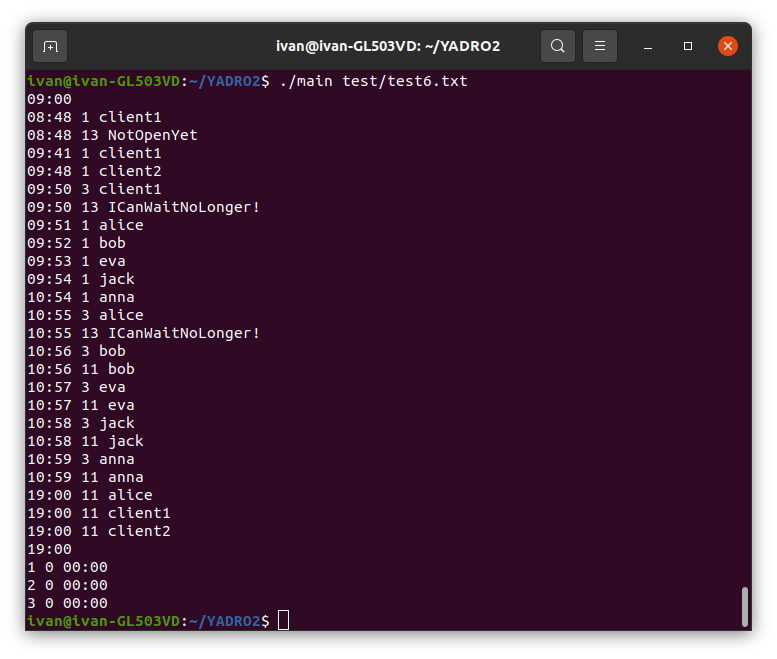 ivan@ivan-GL503VD: ~/YADRO2
ivan@ivan-GL503VD:~/YADRO2$ ./main test/test6.txt
09:00
08:48 1 client1
08:48 13 NotOpenYet
09:41 1 client1
09:48 1 client2
09:50 3 client1
09:50 13 ICanWaitNoLonger!
09:51 1 alice
09:52 1 bob
09:53 1 eva
09:54 1 jack
10:54 1 anna
10:55 3 alice
10:55 13 ICanWaitNoLonger!
10:56 3 bob
10:56 11 bob
10:57 3 eva
10:57 11 eva
10:58 3 jack
10:58 11 jack
10:59 3 anna
10:59 11 anna
19:00 11 alice
19:00 11 client1
19:00 11 client2
19:00
1 0 00:00
2 0 00:00
3 0 00:00
ivan@ivan-GL503VD:~/YADRO2$